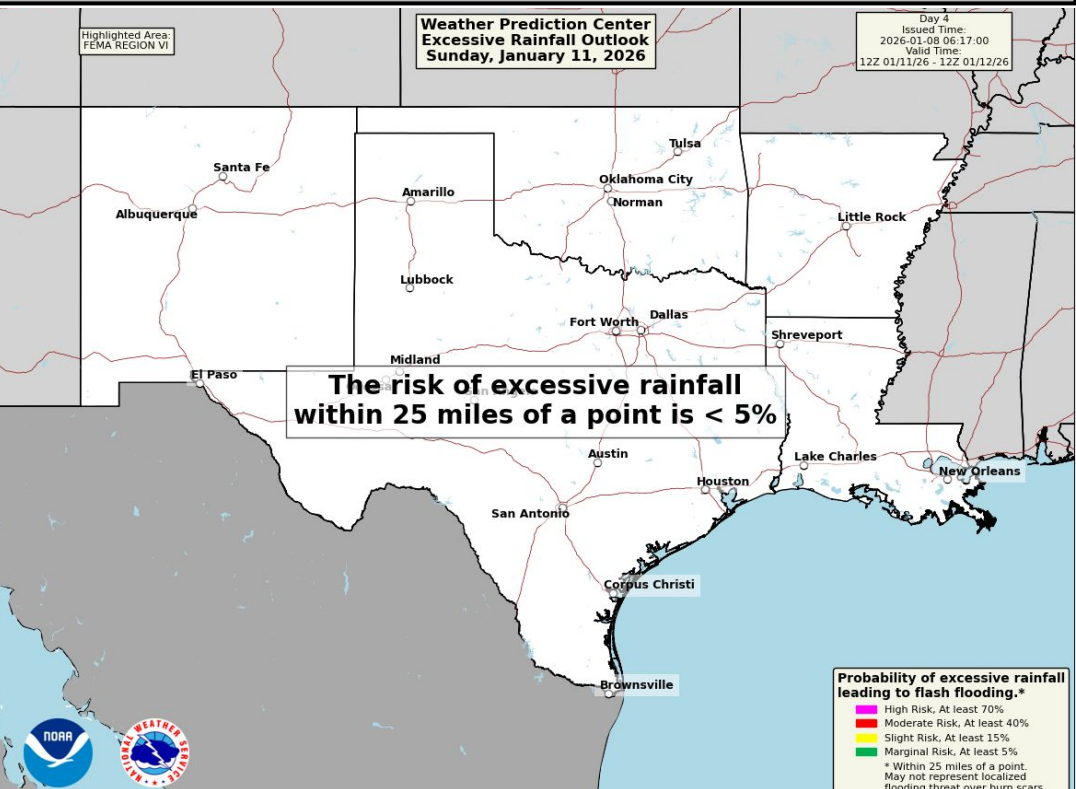 Highlighted Area:
FEMA REGION VI
Weather Prediction Center
Excessive Rainfall Outlook
Sunday, January 11, 2026
Day 4
Issued Time:
2026-01-08 06:17:00
Valid Time:
12Z 01/11/26 - 12Z 01/12/26
Tulsa
Santa Fe
Oklahoma City
Amarillo
Norman
Albuquerque
Little Rock
Lubbock
Dallas
Fort Worth
Shreveport
Midland
El Paso
The risk of excessive rainfall
within 25 miles of a point is < 5%
Austin
Lake Charles
New Orleans
Houston
San Antonio
Corpus Christi
Brownsville
Probability of excessive rainfall
leading to flash flooding.*
High Risk, At least 70%
Moderate Risk, At least 40%
Slight Risk, At least 15%
Marginal Risk, At least 5%
* Within 25 miles of a point.
May not represent localized
flooding threat over burn scars
NOAA
NATIONAL WEATHER SERVICE